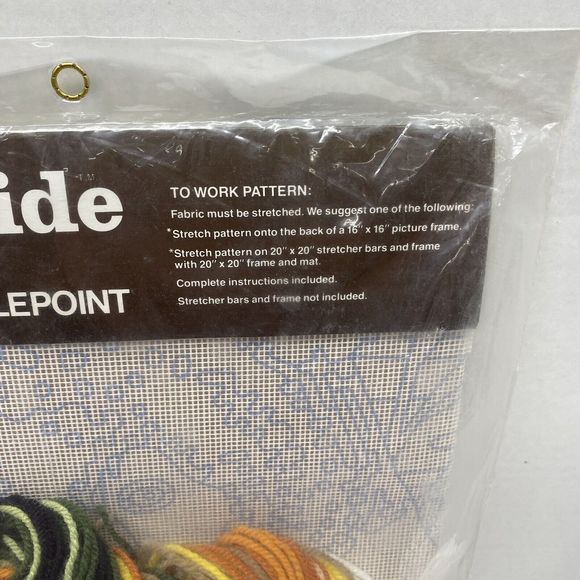 ide™
LEPOINT
TO WORK PATTERN:
Fabric must be stretched. We suggest one of the following:
*Stretch pattern onto the back of a 16" x 16" picture frame.
*Stretch pattern on 20" x 20" stretcher bars and frame
with 20" x 20" frame and mat.
Complete instructions included.
Stretcher bars and frame not included.